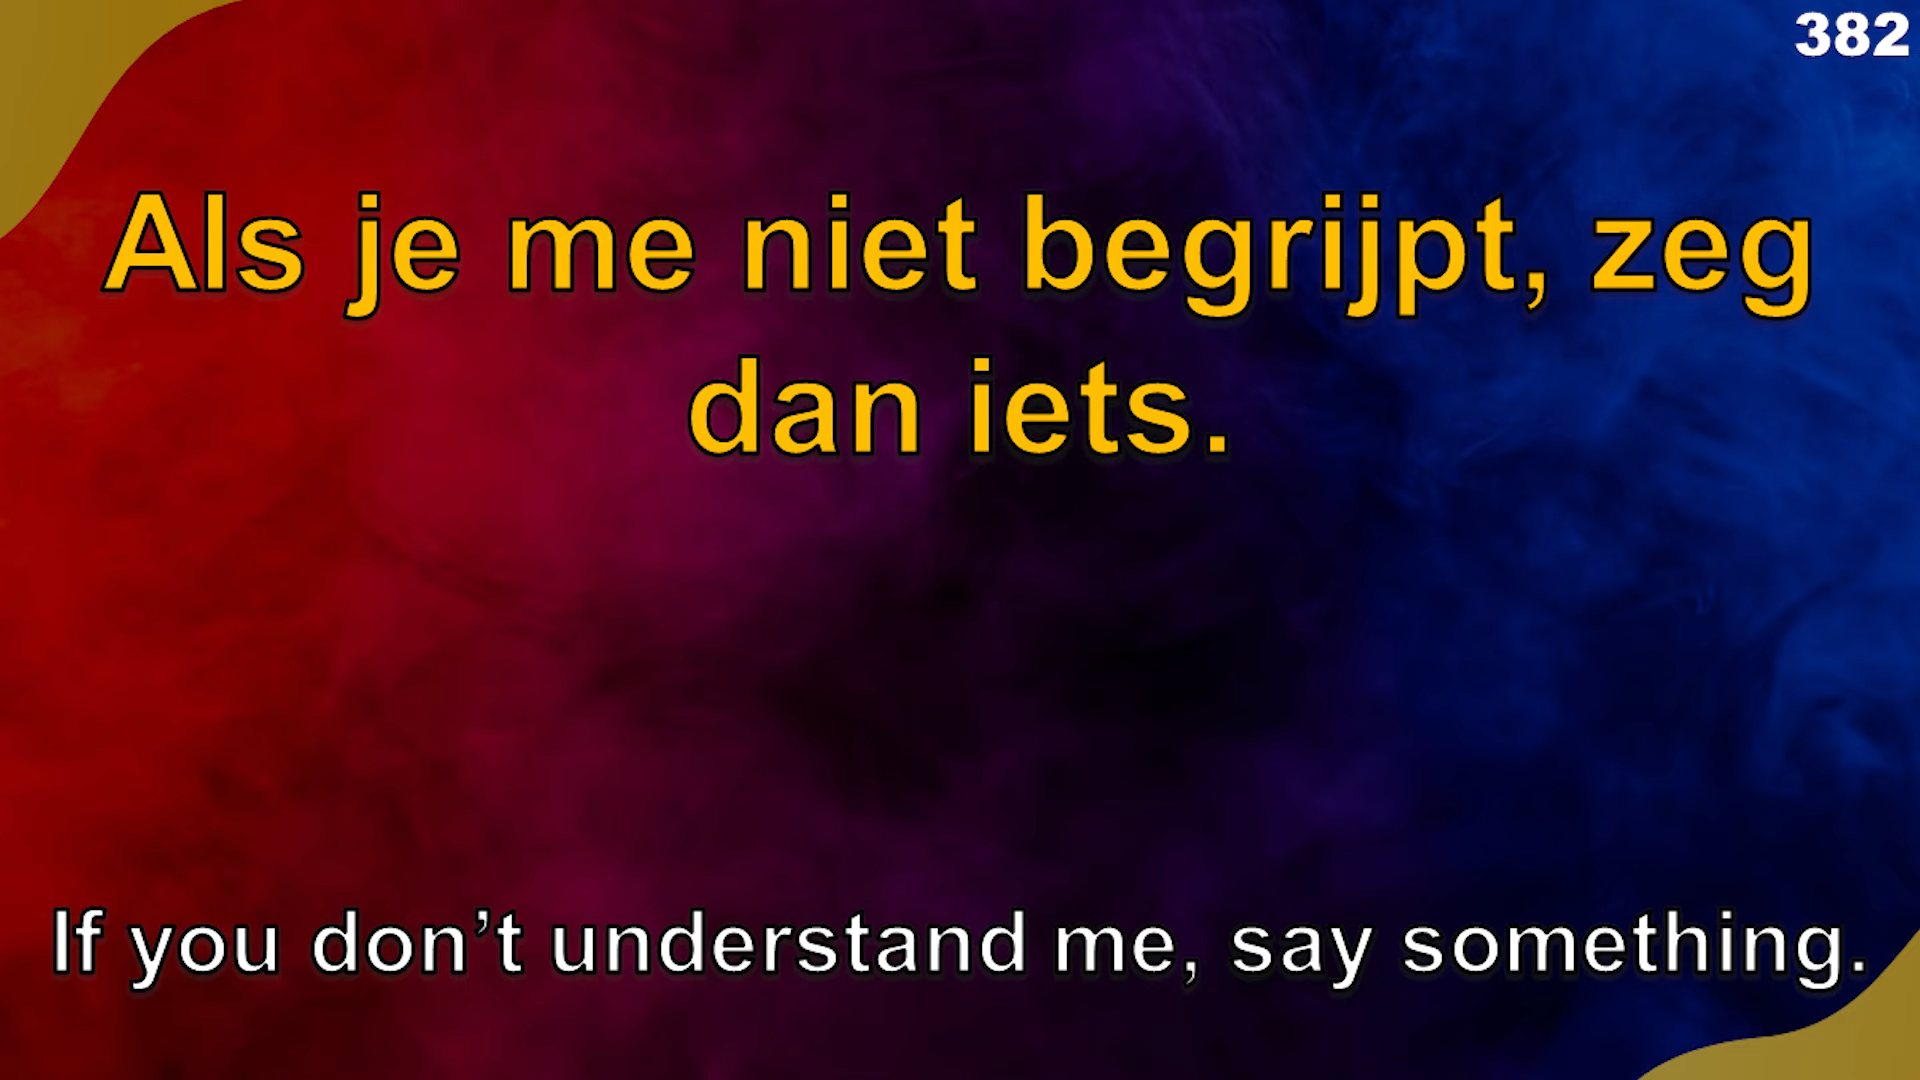 382
Als je me niet begrijpt, zeg
dan iets.
If you don’t understand me, say something.